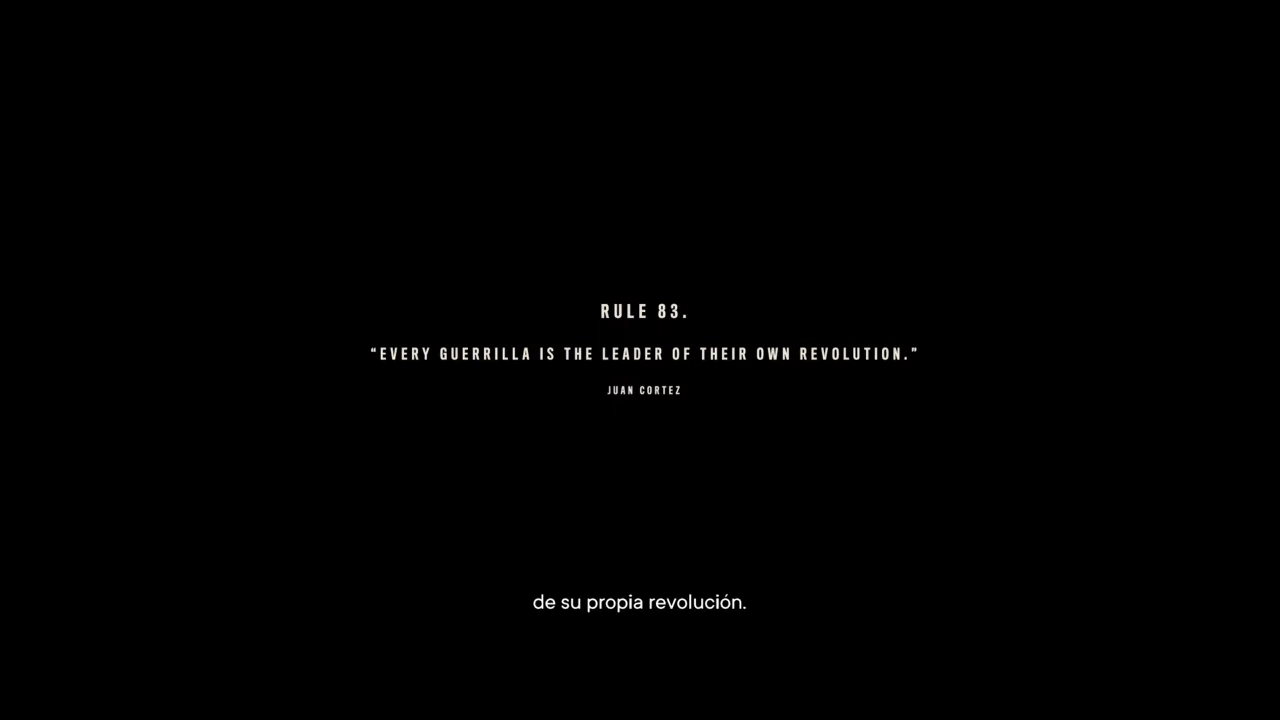 RULE 83.
“EVERY GUERRILLA IS THE LEADER OF THEIR OWN REVOLUTION.”
JUAN CORTEZ
de su propia revolución.